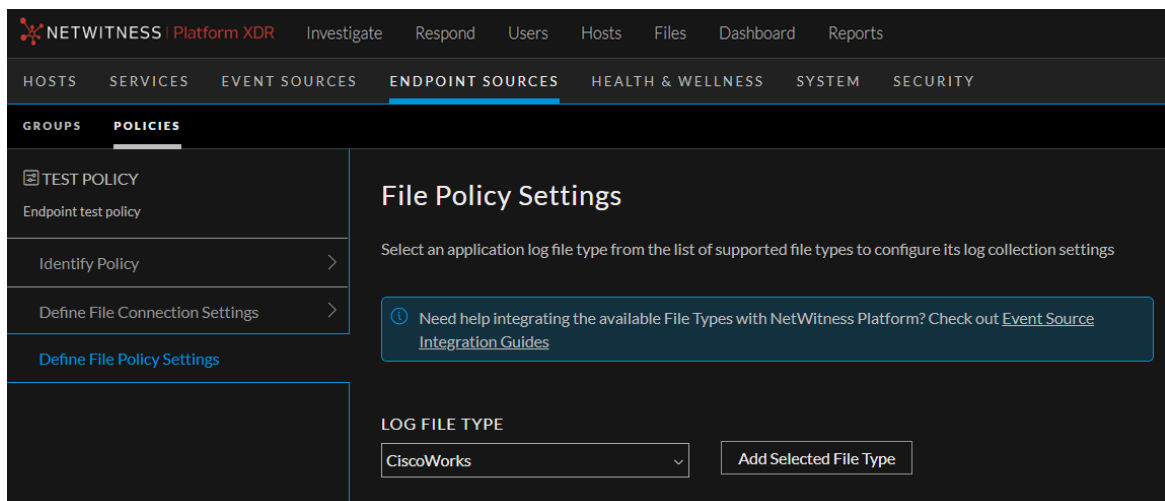 NETWITNESS | Platform XDR Investigate Respond Users Hosts Files Dashboard Reports
HOSTS SERVICES EVENT SOURCES ENDPOINT SOURCES HEALTH & WELLNESS SYSTEM SECURITY
GROUPS POLICIES
TEST POLICY
Endpoint test policy
Identify Policy
Define File Connection Settings
Define File Policy Settings
File Policy Settings
Select an application log file type from the list of supported file types to configure its log collection settings
Need help integrating the available File Types with NetWitness Platform? Check out Event Source
Integration Guides
LOG FILE TYPE
CiscoWorks Add Selected File Type